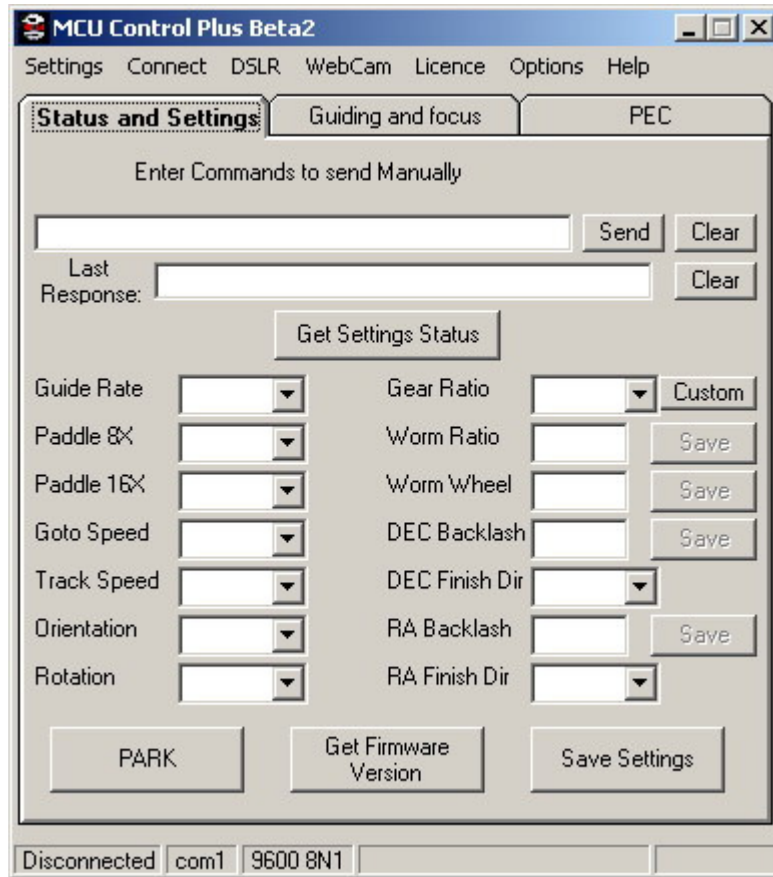 MCU Control Plus Beta2
Settings Connect DSLR WebCam Licence Options Help
Status and Settings Guiding and focus PEC
Enter Commands to send Manually
Send Clear
Last
Response:
Clear
Get Settings Status
Guide Rate Gear Ratio Custom
Paddle 8X Worm Ratio Save
Paddle 16X Worm Wheel Save
Goto Speed DEC Backlash Save
Track Speed DEC Finish Dir
Orientation RA Backlash Save
Rotation RA Finish Dir
PARK
Get Firmware
Version
Save Settings
Disconnected com1 9600 8N1